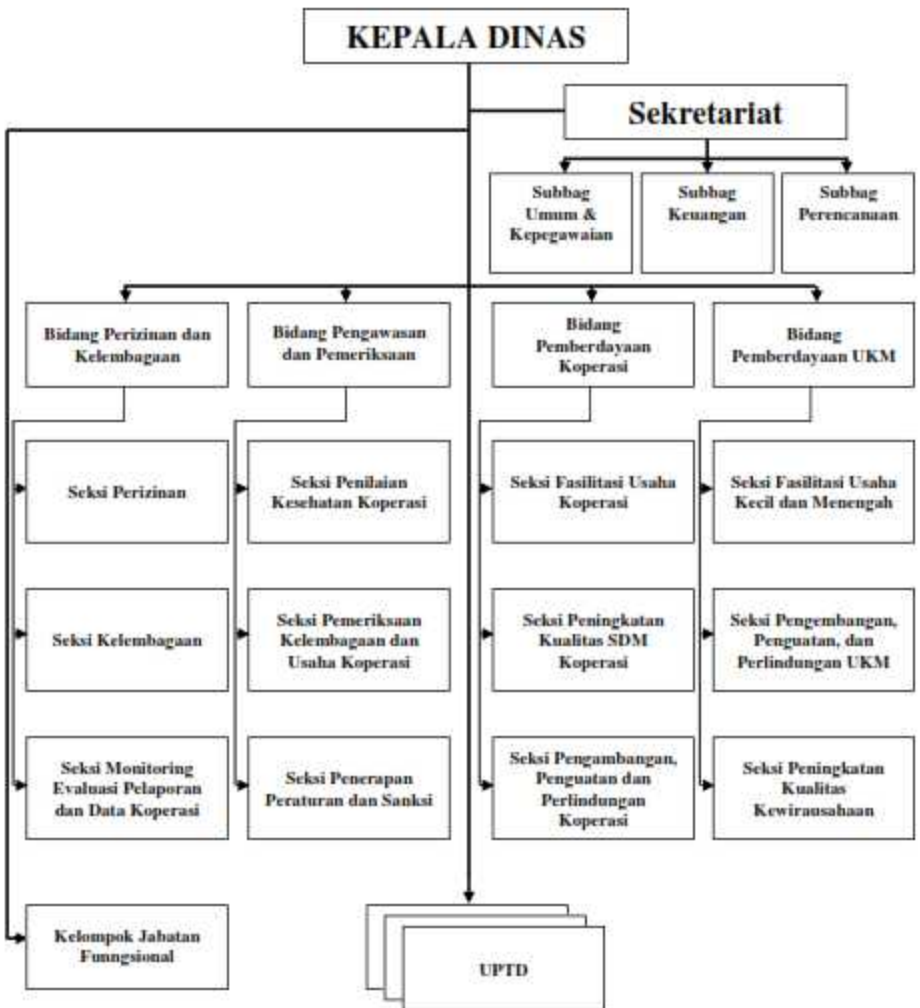 KEPALA DINAS
Sekretariat
Subbag
Umum &
Kepegawaian
Subbag
Keuangan
Subbag
Perencanaan
Bidang Perizinan dan
Kelembagaan
Bidang Pengawasan
dan Pemeriksaan
Bidang
Pemberdayaan
Koperasi
Bidang
Pemberdayaan UKM
Seksi Perizinan
Seksi Penilaian
Kesehatan Koperasi
Seksi Fasilitasi Usaha
Koperasi
Seksi Fasilitasi Usaha
Kecil dan Menengah
Seksi Kelembagaan
Seksi Pemeriksaan
Kelembagaan dan
Usaha Koperasi
Seksi Peningkatan
Kualitas SDM
Koperasi
Seksi Pengembangan,
Penguatan, dan
Perlindungan UKM
Seksi Monitoring
Evaluasi Pelaporan
dan Data Koperasi
Seksi Penerapan
Peraturan dan Sanksi
Seksi Pengambangan,
Penguatan dan
Perlindungan
Koperasi
Seksi Peningkatan
Kualitas
Kewirausahaan
Kelompok Jabatan
Funngsional
UPTD